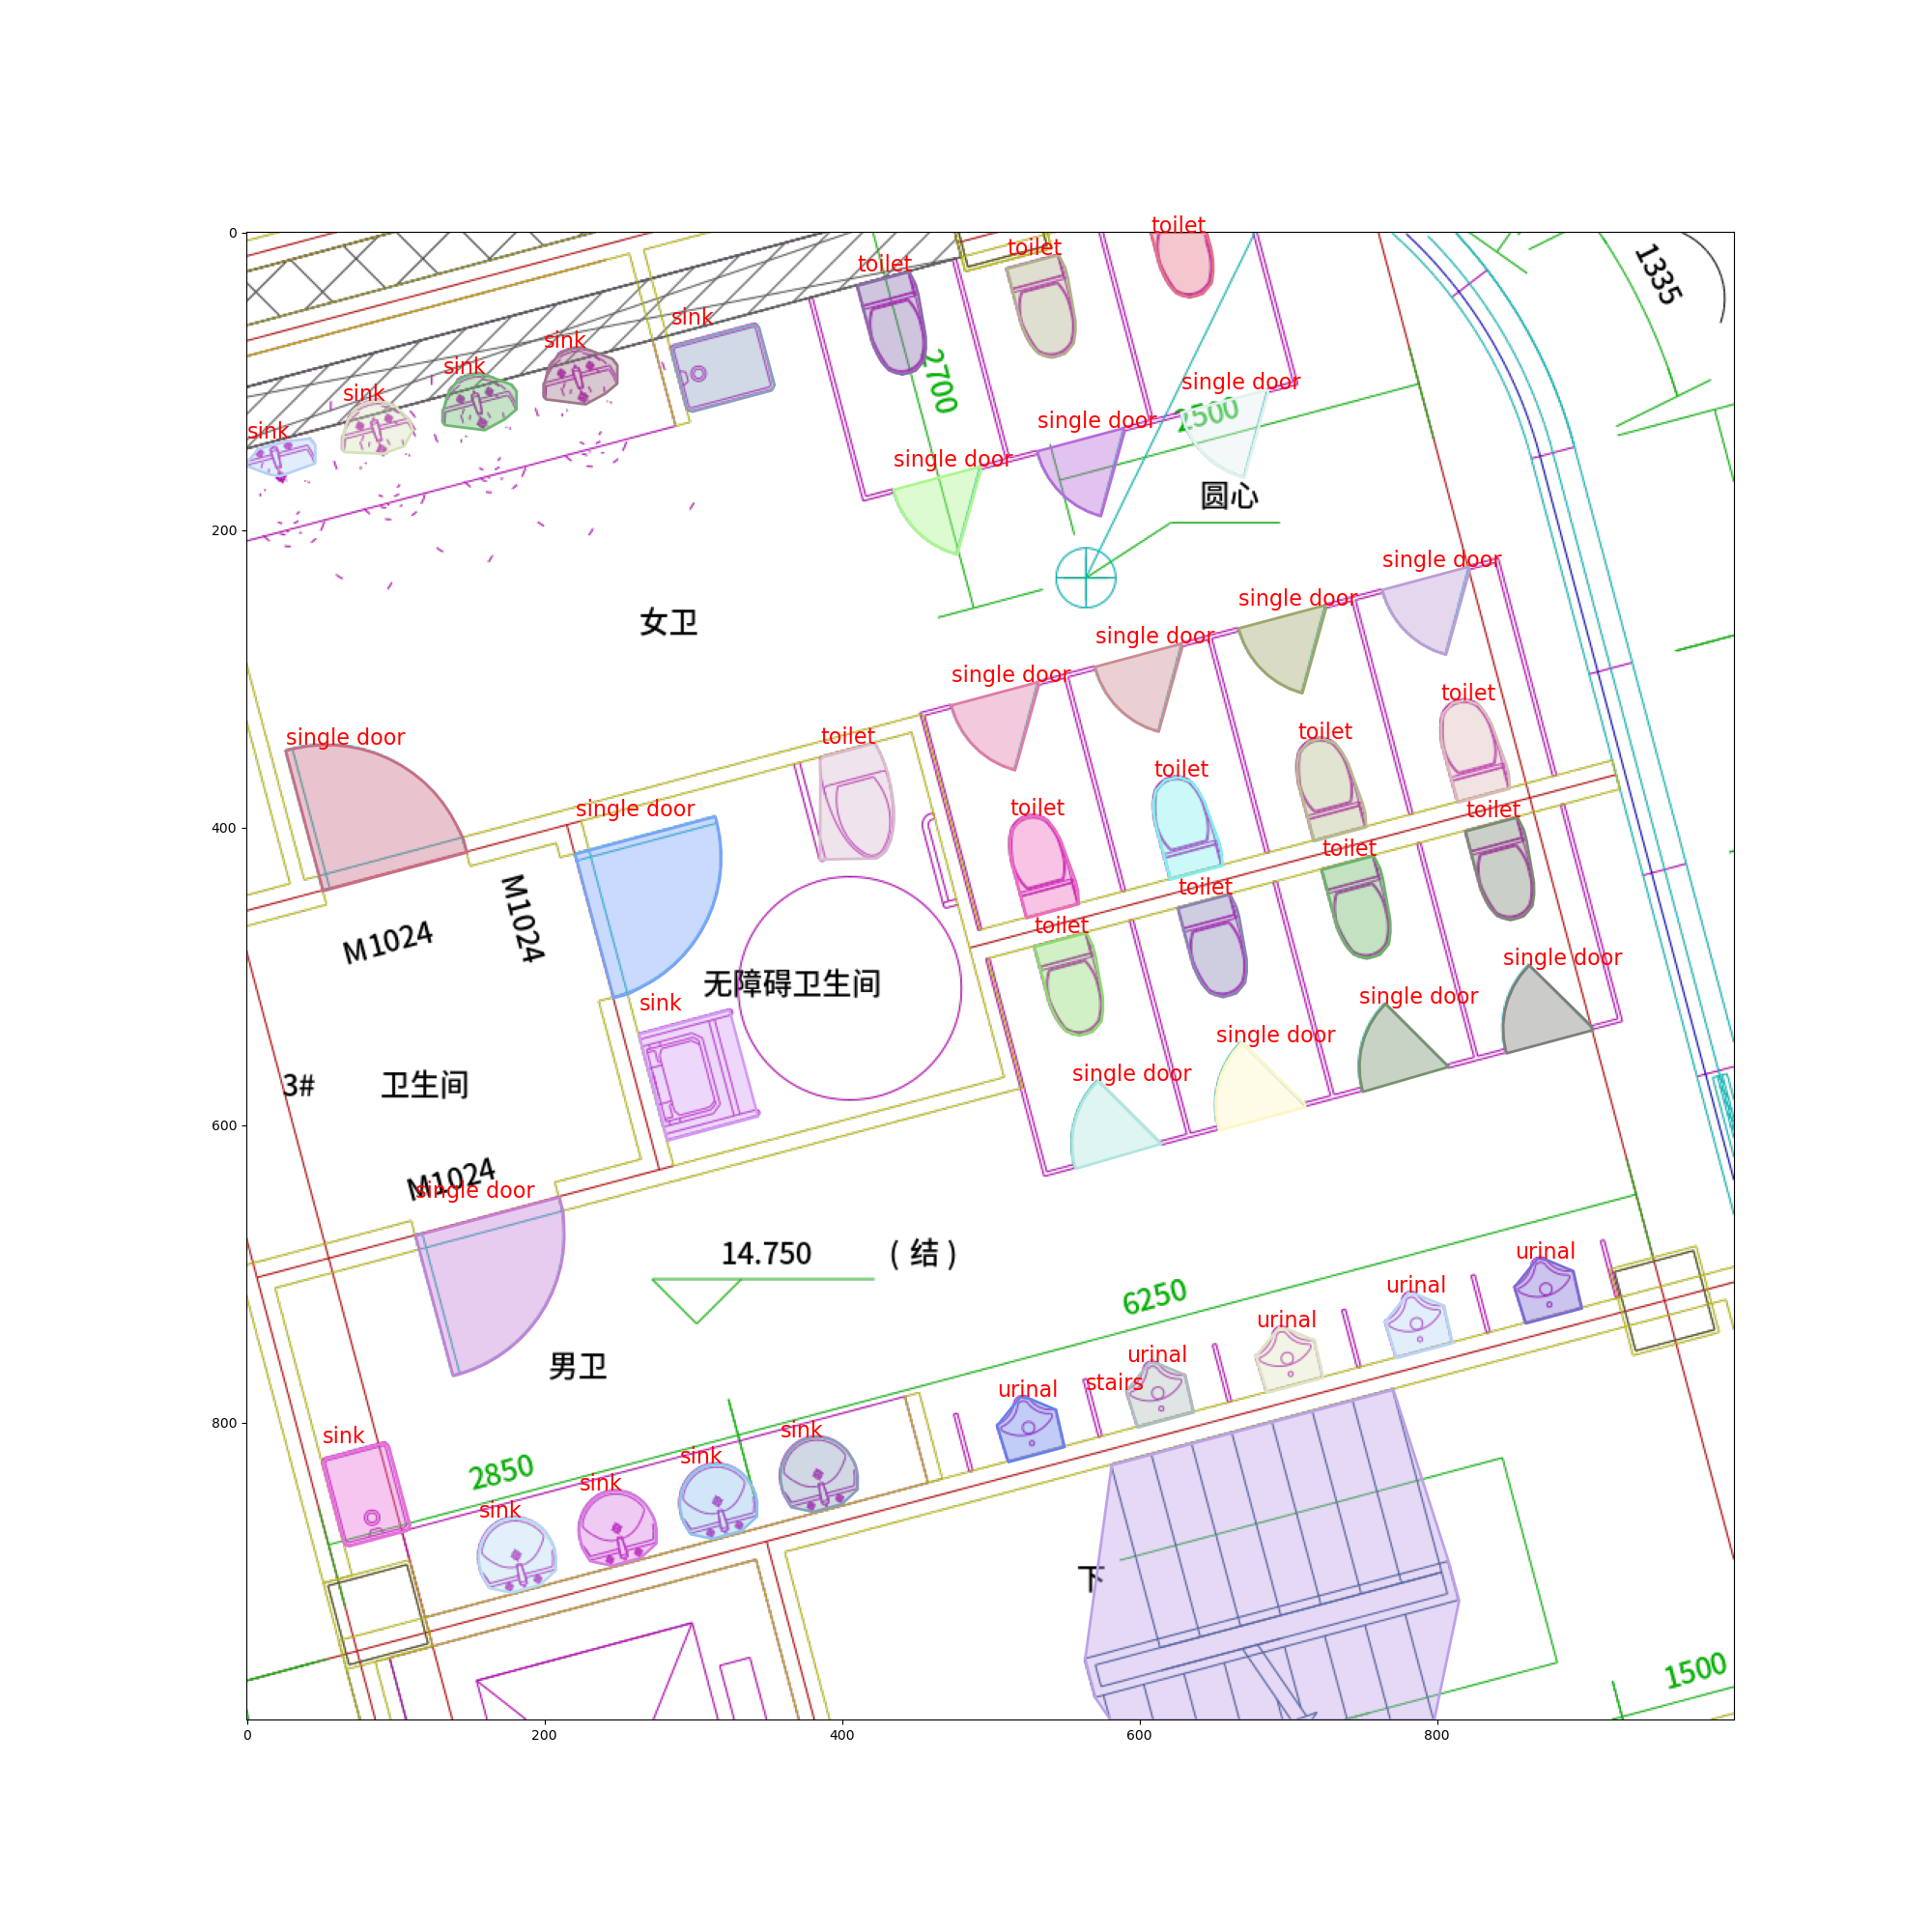 0
toilet
toilet
toilet
1335
sink
sink
sink
sink
sink
2700
single door
2500
single door
single door
圆心
200
女卫
single door
single door
single door
single door
toilet
toilet
single door
toilet
toilet
toilet
single door
toilet
toilet
400
toilet
toilet
M1024
M1024
single door
无障碍卫生间
single door
sink
single door
single door
3#
卫生间
600
M1024
single door
14.750
(结)
urinal
6250
urinal
urinal
urinal
男卫
stairs
urinal
800
sink
sink
sink
2850
sink
sink
下
1500
0
200
400
600
800